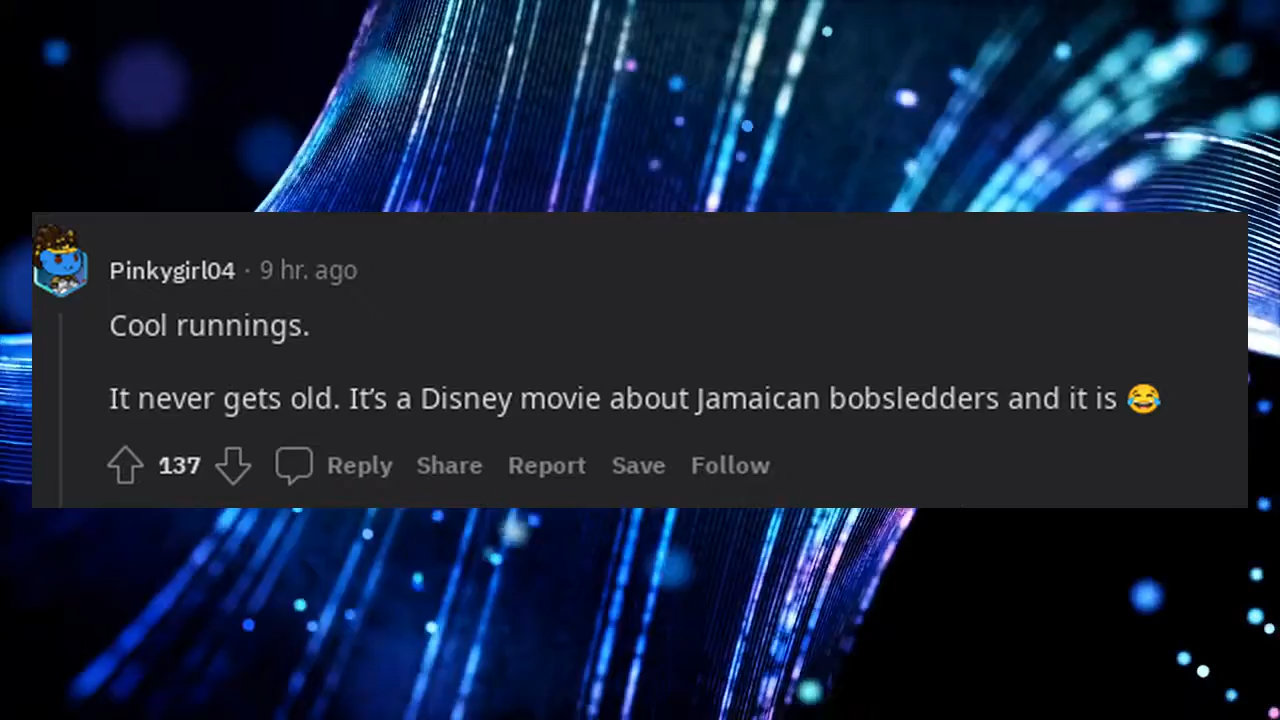 Pinkygirl04 · 9 hr. ago
Cool runnings.
It never gets old. It’s a Disney movie about Jamaican bobsledders and it is 😂
137 Reply Share Report Save Follow